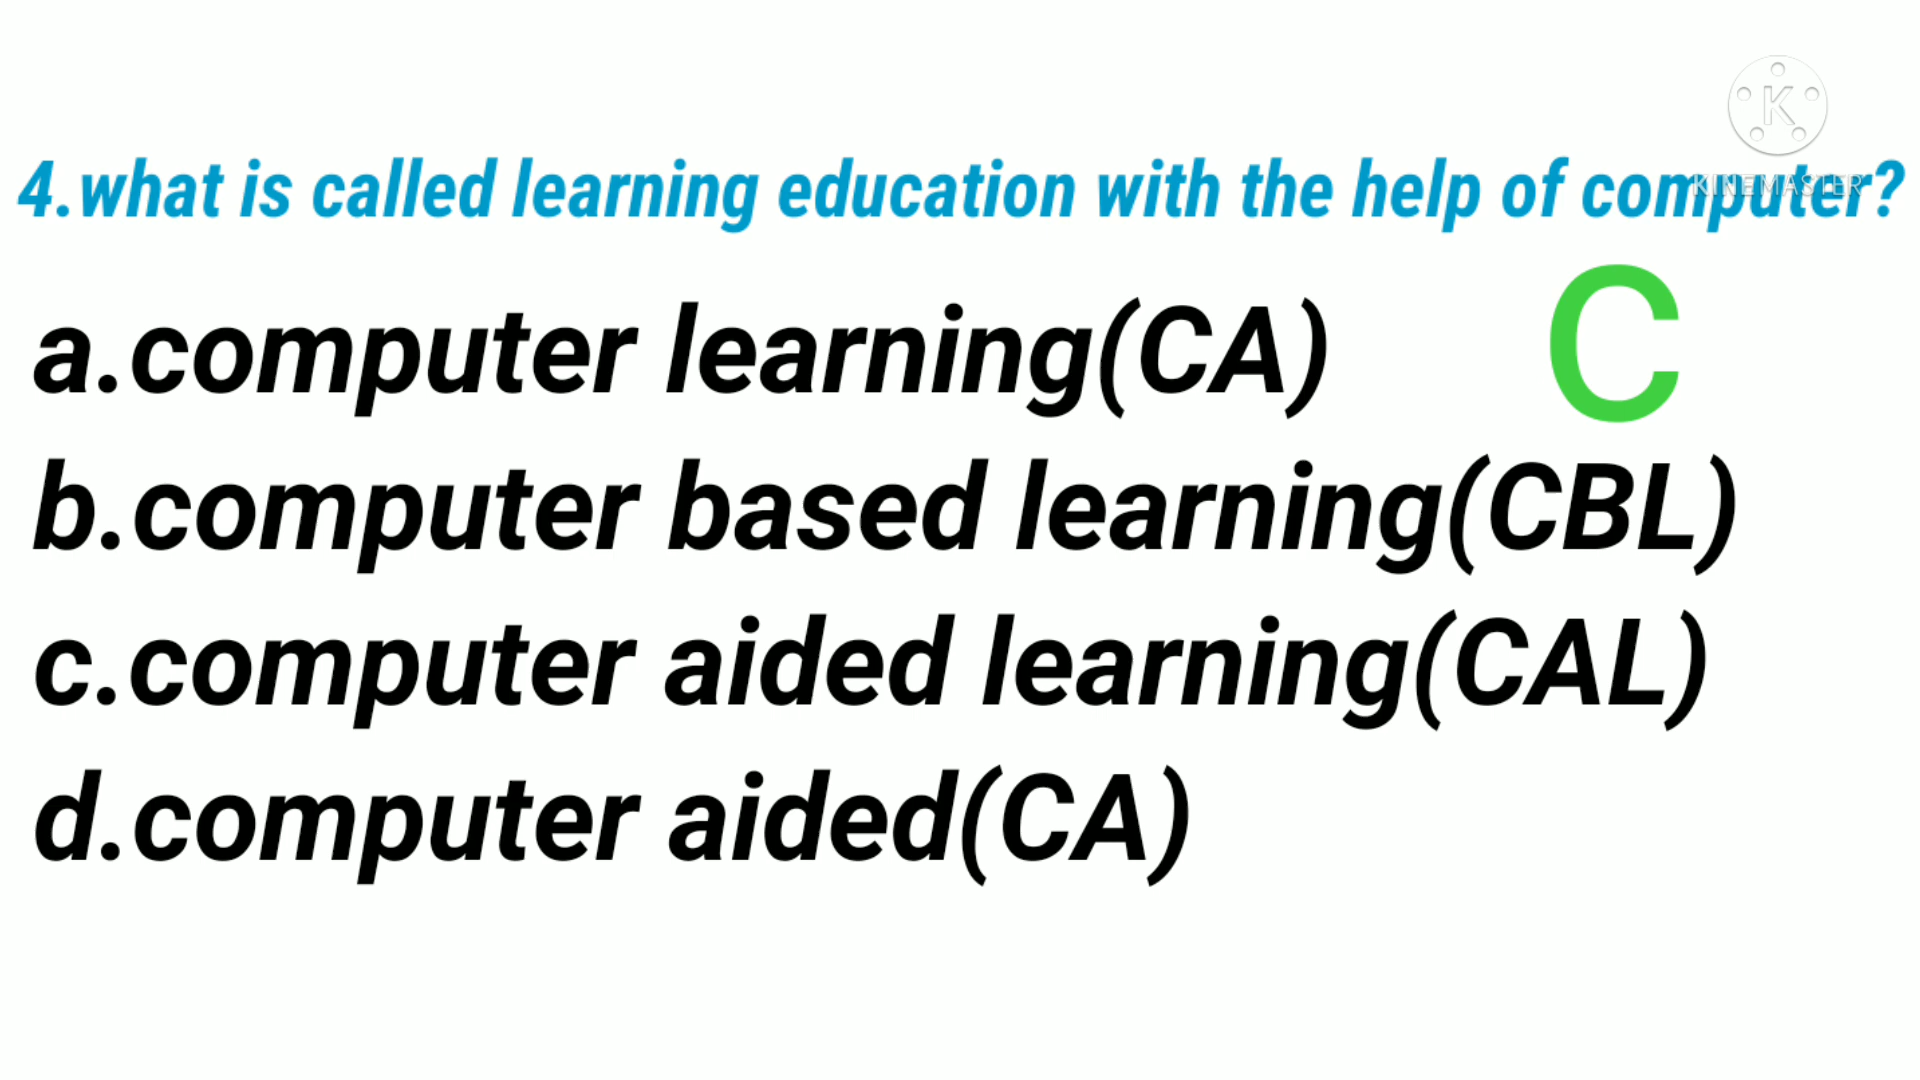 K
KINEMASTER
4.what is called learning education with the help of computer?
C
a.computer learning(CA)
b.computer based learning(CBL)
c.computer aided learning(CAL)
d.computer aided(CA)